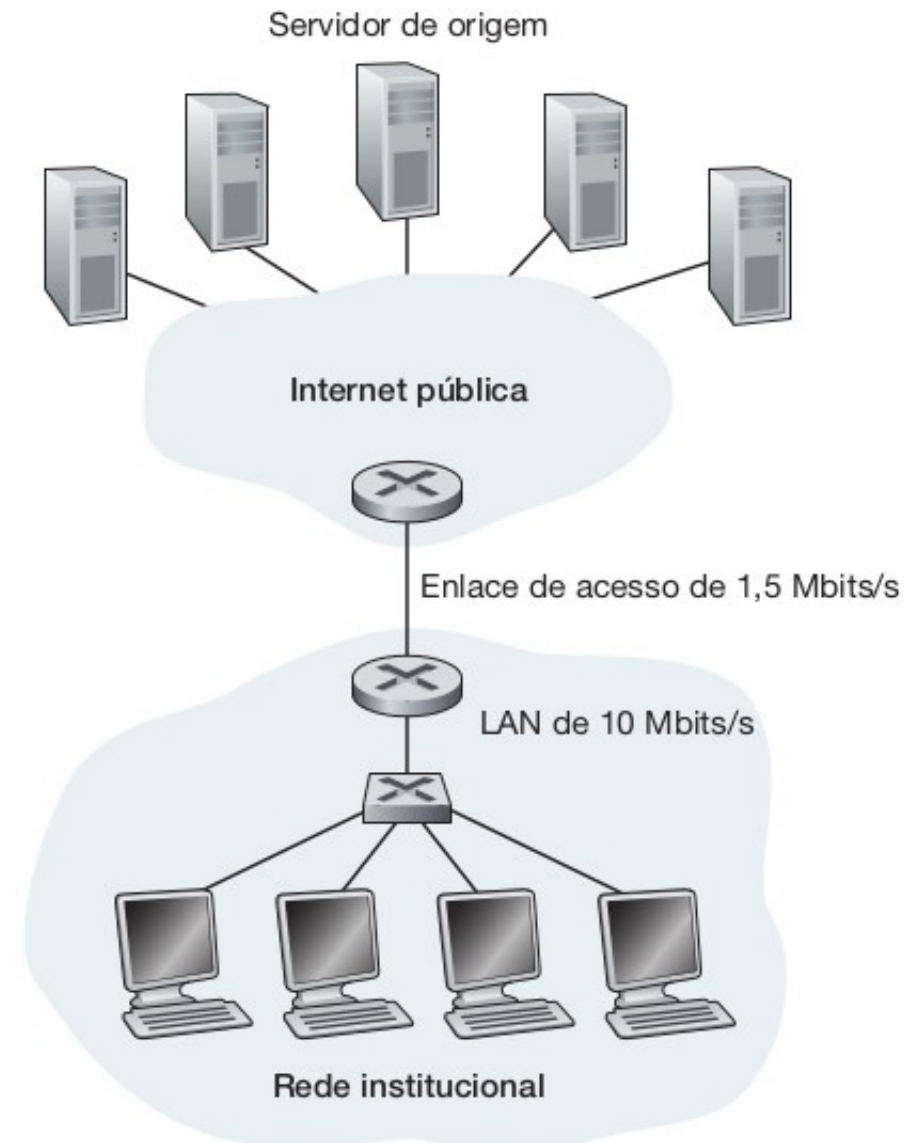 Servidor de origem
Internet pública
Enlace de acesso de 1,5 Mbits/s
LAN de 10 Mbits/s
Rede institucional